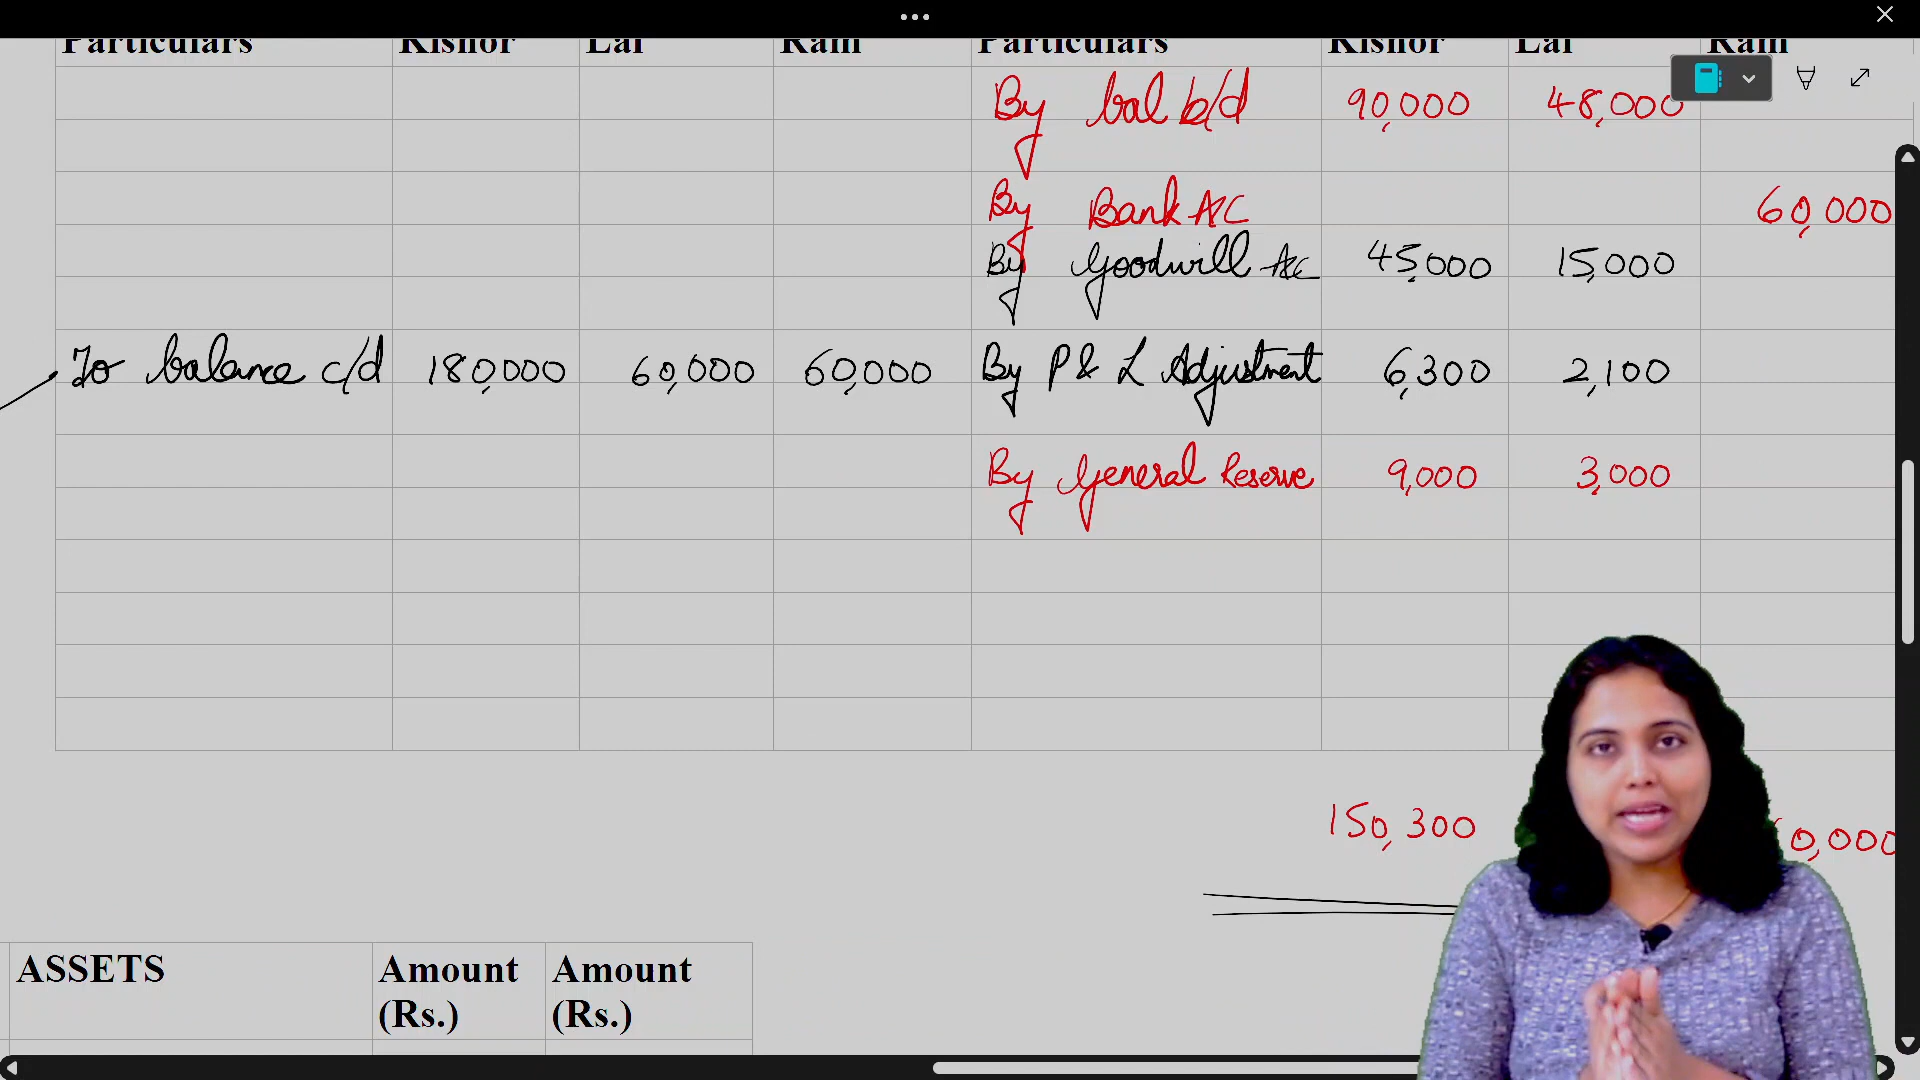 Particulars Kishor Lal Ram Particulars Kishor Lal Ram
By bal b/d 90,000 48,000
By Bank A/C 60,000
By Goodwill A/C 45,000 15,000
To balance c/d 180,000 60,000 60,000 By P & L Adjustment 6,300 2,100
By General Reserve 9,000 3,000
150,300 0,000
ASSETS Amount (Rs.) Amount (Rs.)